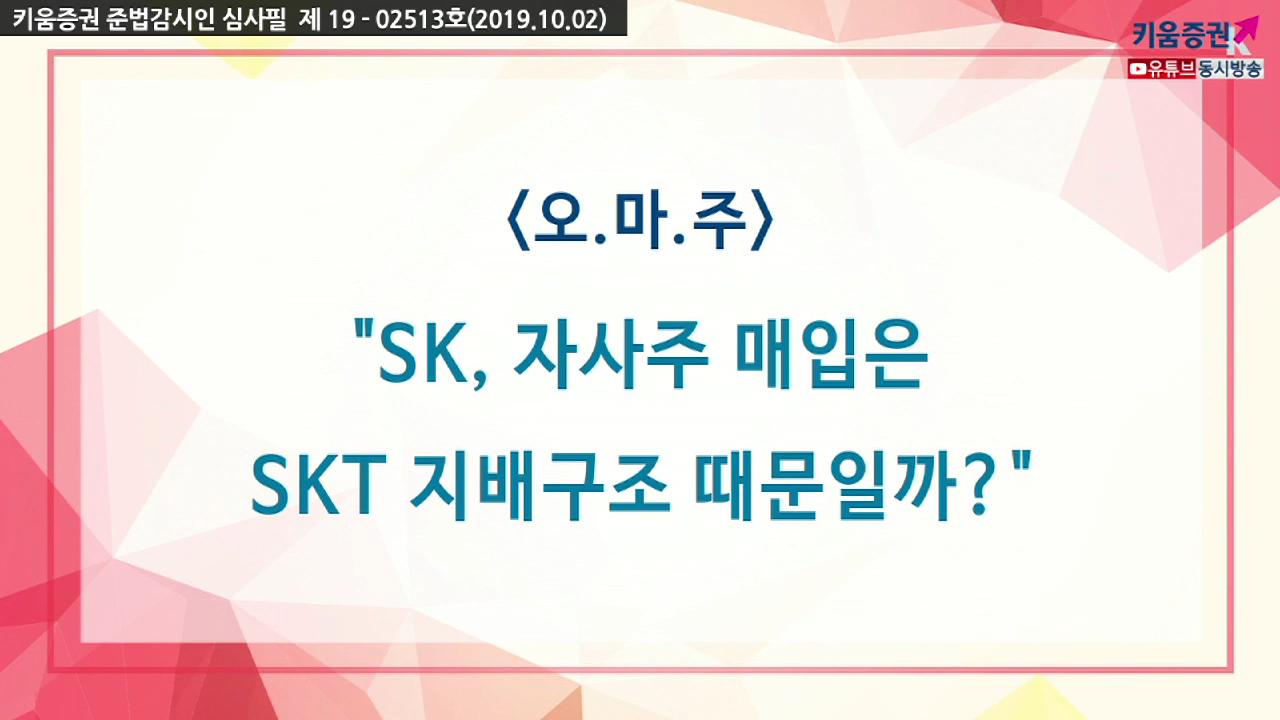 키움증권 준법감시인 심사필 제 19 - 02513호(2019.10.02)
키움증권
유튜브 동시방송
<오.마.주>
"SK, 자사주 매입은
SKT 지배구조 때문일까?"